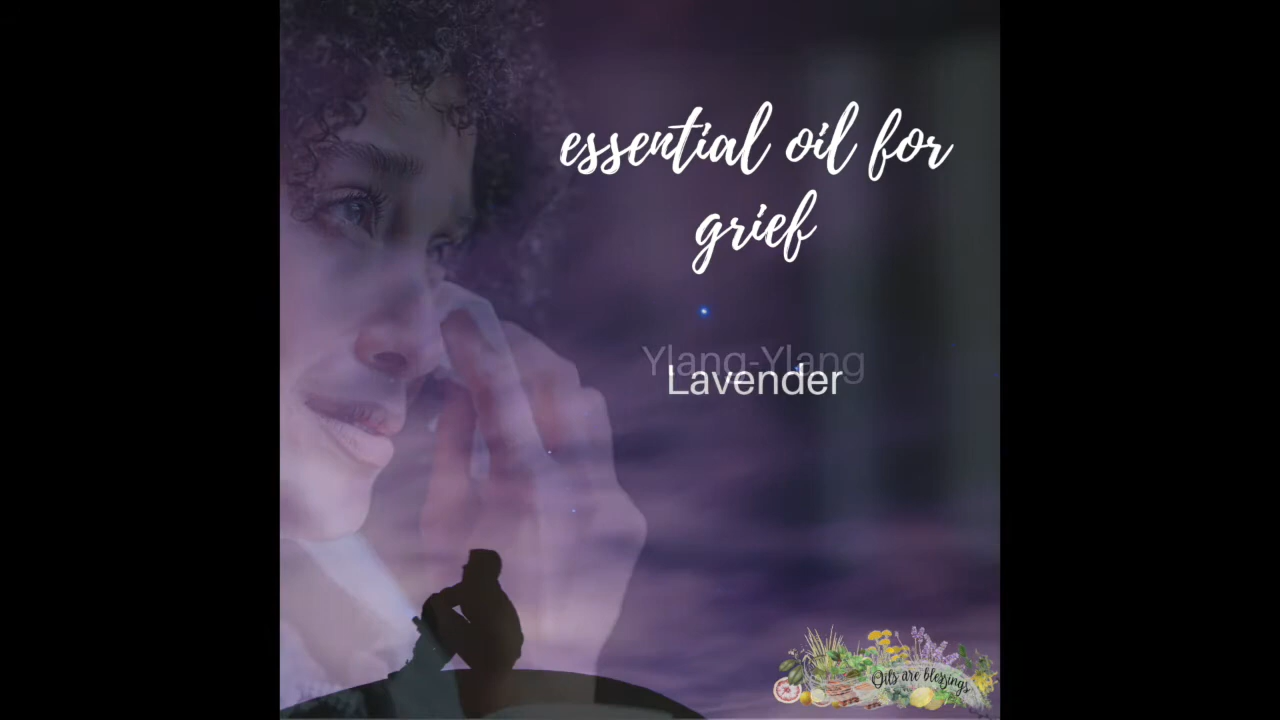 essential oil for
grief
Ylang-Ylang
Lavender
Oils are blessings